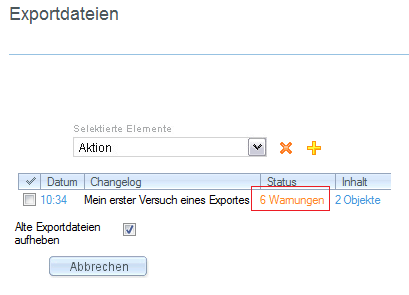 Exportdateien
Selektierte Elemente
Aktion
Datum Changelog Status Inhalt
10:34 Mein erster Versuch eines Exportes 6 Warnungen 2 Objekte
Alte Exportdateien
aufheben
Abbrechen